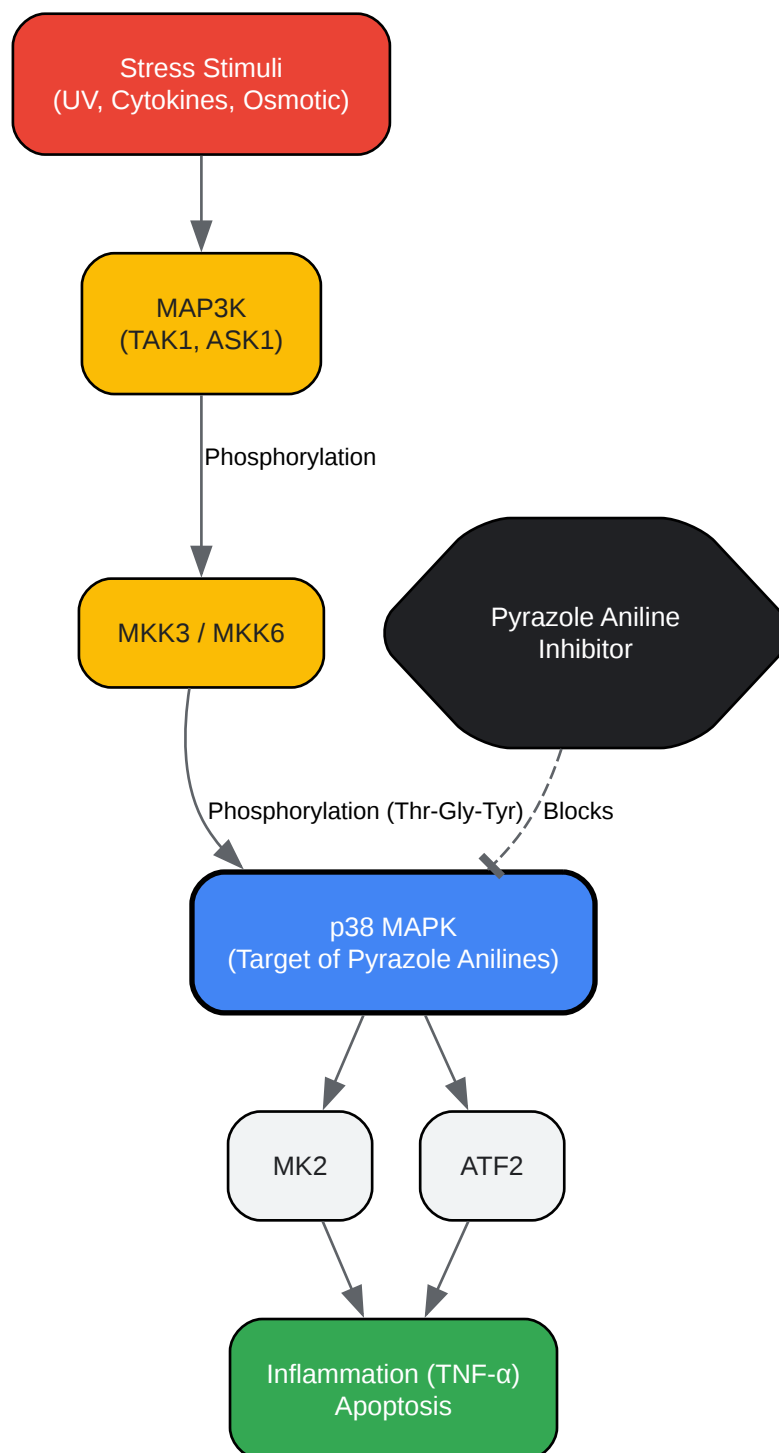 Stress Stimuli
(UV, Cytokines, Osmotic)
MAP3K
(TAK1, ASK1)
Phosphorylation
MKK3 / MKK6
Pyrazole Aniline
Inhibitor
Phosphorylation (Thr-Gly-Tyr)
Blocks
p38 MAPK
(Target of Pyrazole Anilines)
MK2
ATF2
Inflammation (TNF-α)
Apoptosis